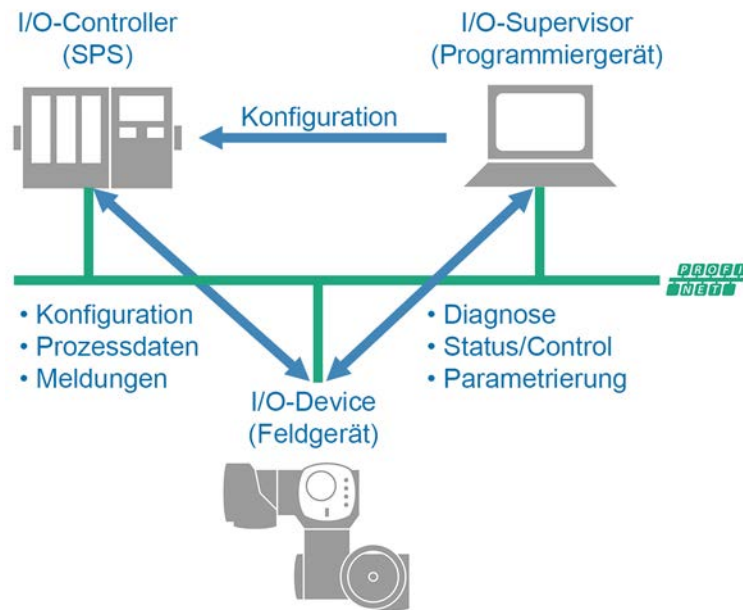 I/O-Controller
(SPS)
I/O-Supervisor
(Programmiergerät)
Konfiguration
PROFI
NET
• Konfiguration
• Prozessdaten
• Meldungen
• Diagnose
• Status/Control
• Parametrierung
I/O-Device
(Feldgerät)